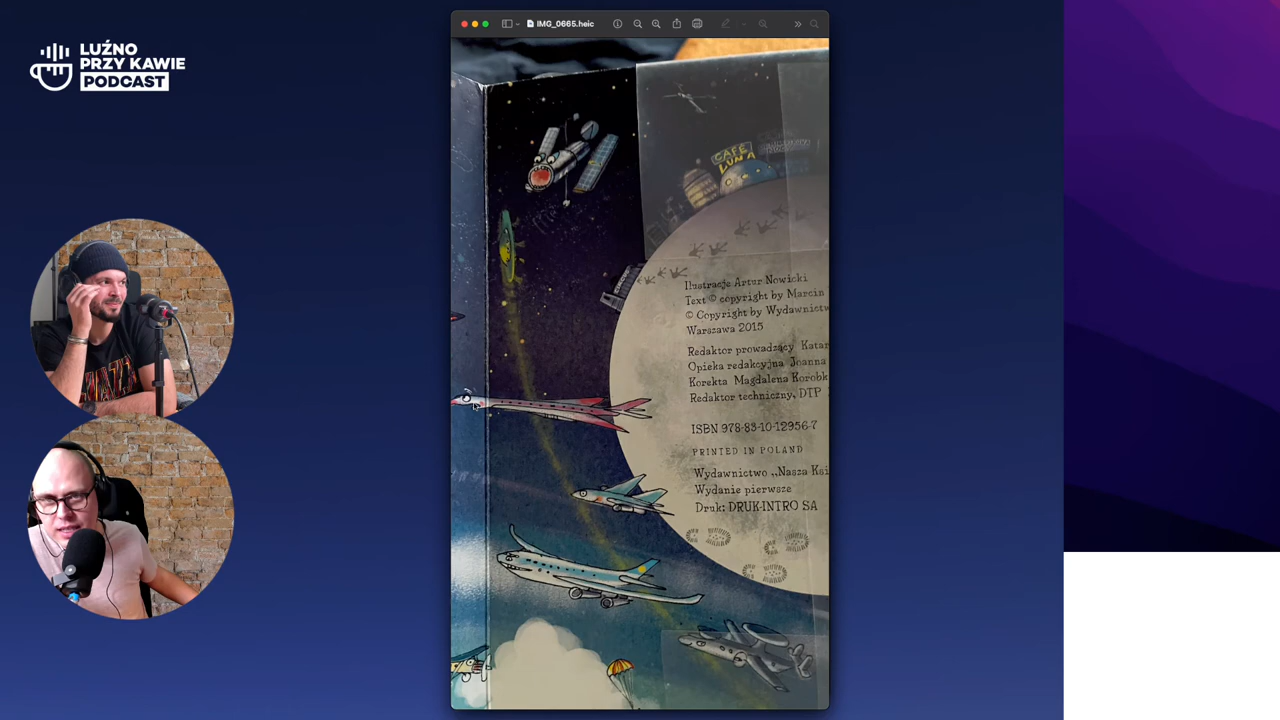 LUŹNO
PRZY KAWIE
PODCAST
IMG_0665.heic
CAFE
LUNA
Ilustracje Artur Nowicki
Text © copyright by Marcin
© Copyright by Wydawnictw
Warszawa 2015
Redaktor prowadzący Katar
Opieka redakcyjna Joanna
Korekta Magdalena Korobk
Redaktor techniczny, DTP
ISBN 978-83-10-12956-7
PRINTED IN POLAND
Wydawnictwo „Nasza Księ
Wydanie pierwsze
Druk: DRUK-INTRO SA